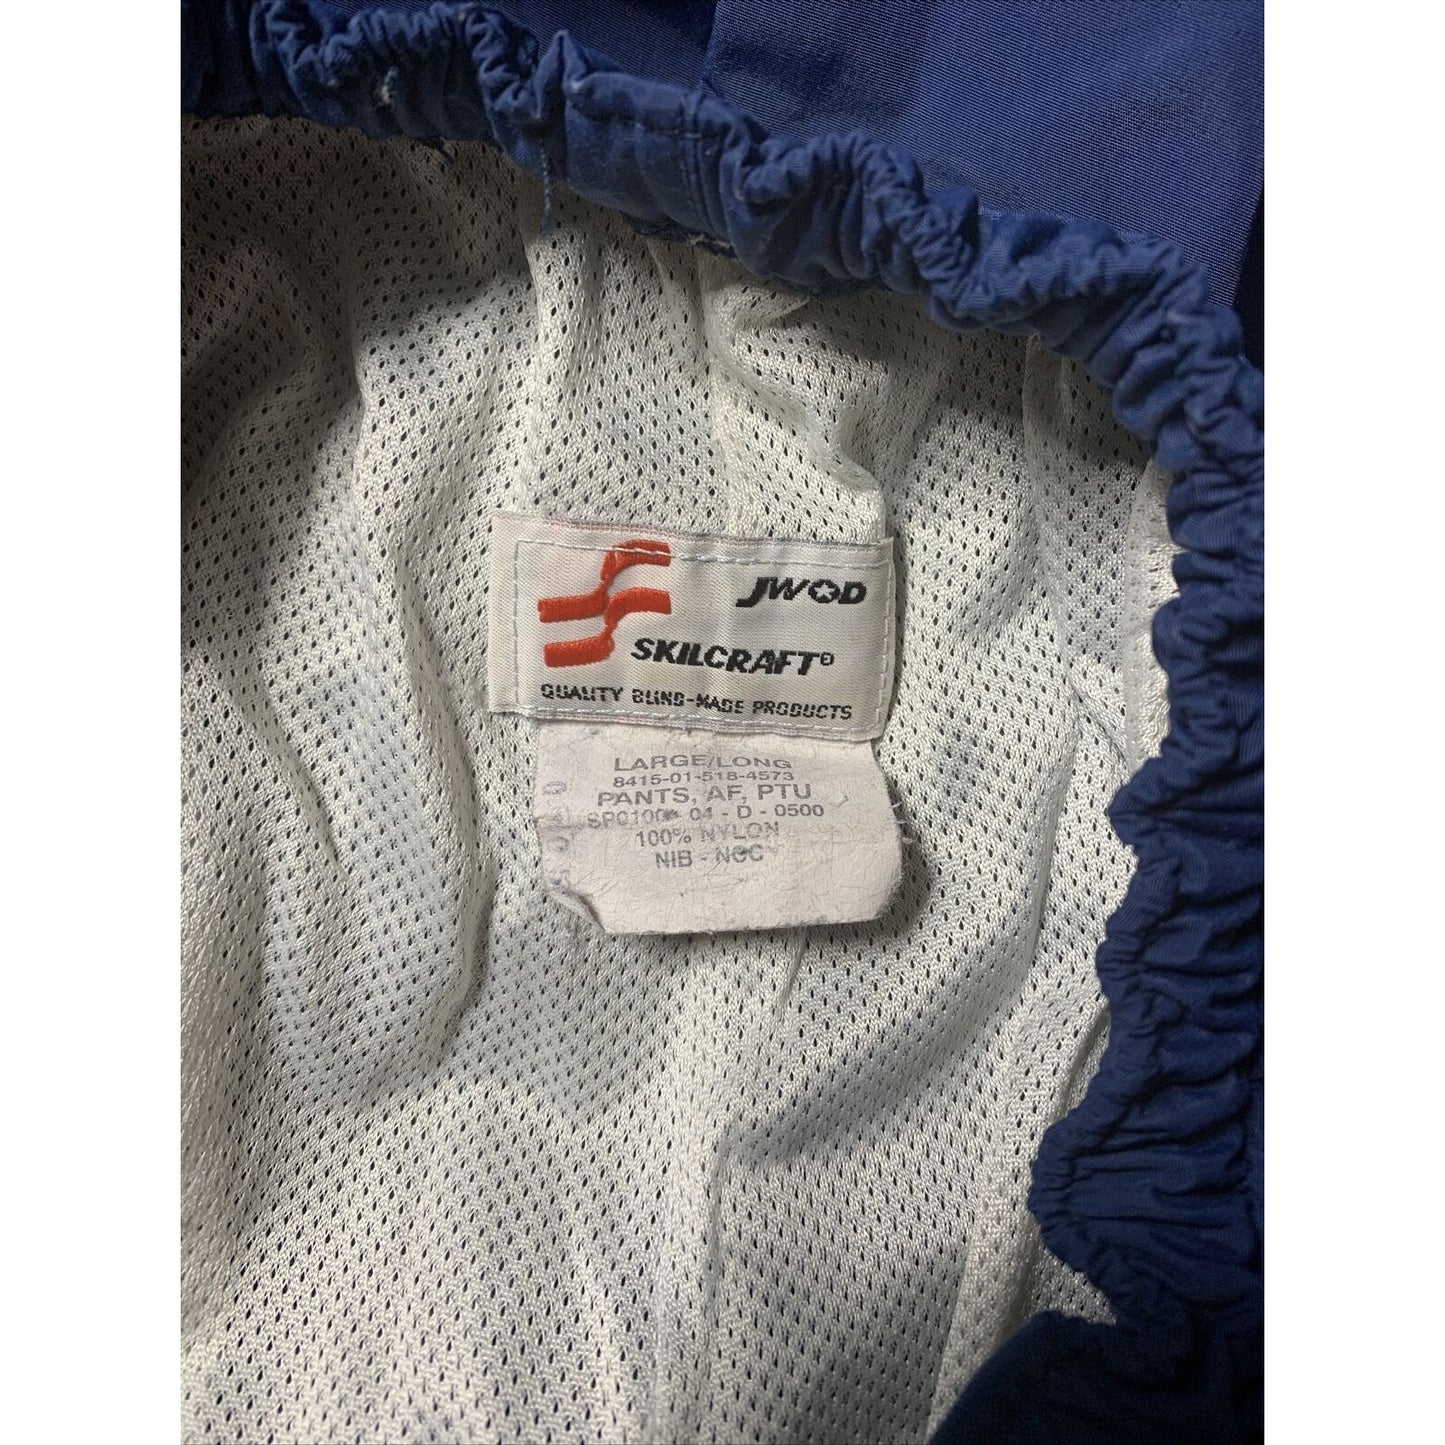 JWOD
SKILCRAFT®
QUALITY BLIND-MADE PRODUCTS
LARGE/LONG
8415-01-518-4573
PANTS, AF, PTU
SPO100 04 - D - 0500
100% NYLON
NIB - NCC